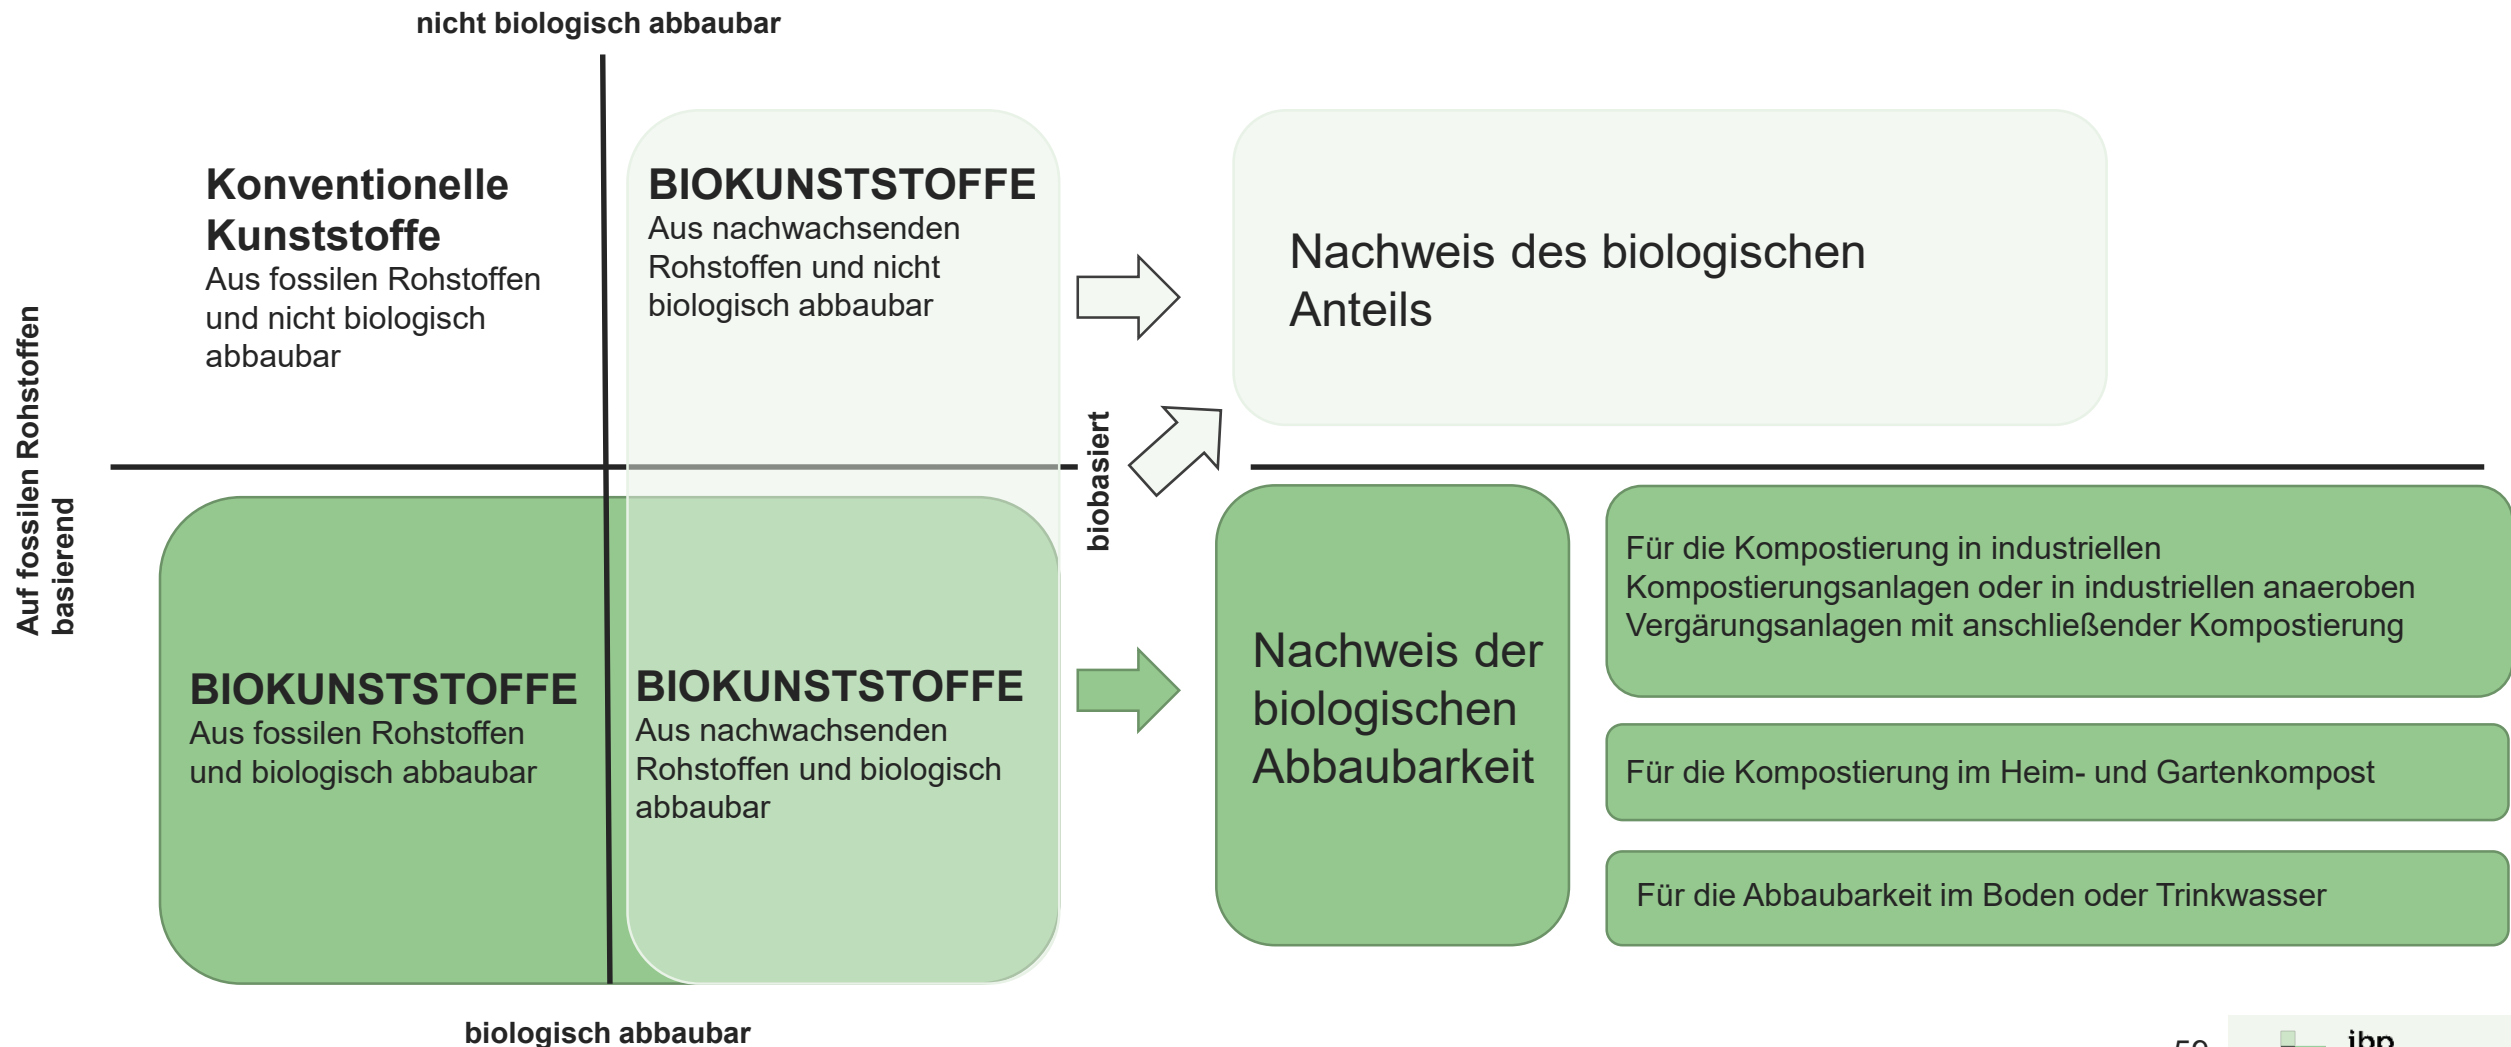 nicht biologisch abbaubar
Konventionelle
Kunststoffe
Aus fossilen Rohstoffen
und nicht biologisch
abbaubar
BIOKUNSTSTOFFE
Aus nachwachsenden
Rohstoffen und nicht
biologisch abbaubar
Nachweis des biologischen
Anteils
Auf fossilen Rohstoffen
basierend
biobasiert
BIOKUNSTSTOFFE
Aus fossilen Rohstoffen
und biologisch abbaubar
BIOKUNSTSTOFFE
Aus nachwachsenden
Rohstoffen und biologisch
abbaubar
Nachweis der
biologischen
Abbaubarkeit
Für die Kompostierung in industriellen
Kompostierungsanlagen oder in industriellen anaeroben
Vergärungsanlagen mit anschließender Kompostierung
Für die Kompostierung im Heim- und Gartenkompost
Für die Abbaubarkeit im Boden oder Trinkwasser
biologisch abbaubar